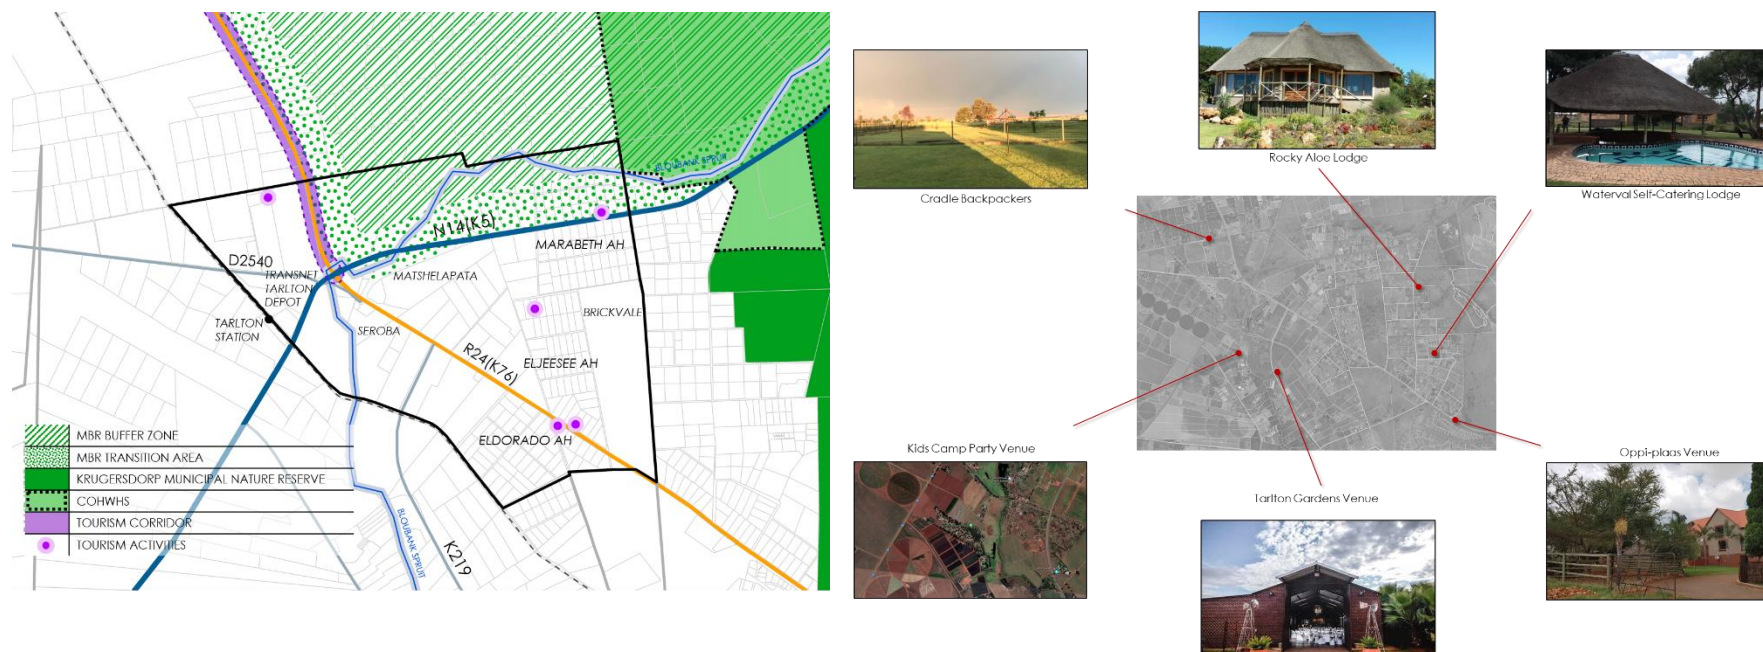 BLOUBANK SPRUIT
N14(K5)
MARABETH AH
D2540
TRANSNET
TARLTON
DEPOT
MATSHELAPATA
TARLTON
STATION
SEROBA
BRICKVALE
R24(K76)
ELJEESEE AH
ELDORADO AH
BLOUBANK SPRUIT
K219
MBR BUFFER ZONE
MBR TRANSITION AREA
KRUGERSDORP MUNICIPAL NATURE RESERVE
COHWHS
TOURISM CORRIDOR
TOURISM ACTIVITIES
Cradle Backpackers
Rocky Aloe Lodge
Waterval Self-Catering Lodge
Kids Camp Party Venue
Tarlton Gardens Venue
Oppi-plaas Venue